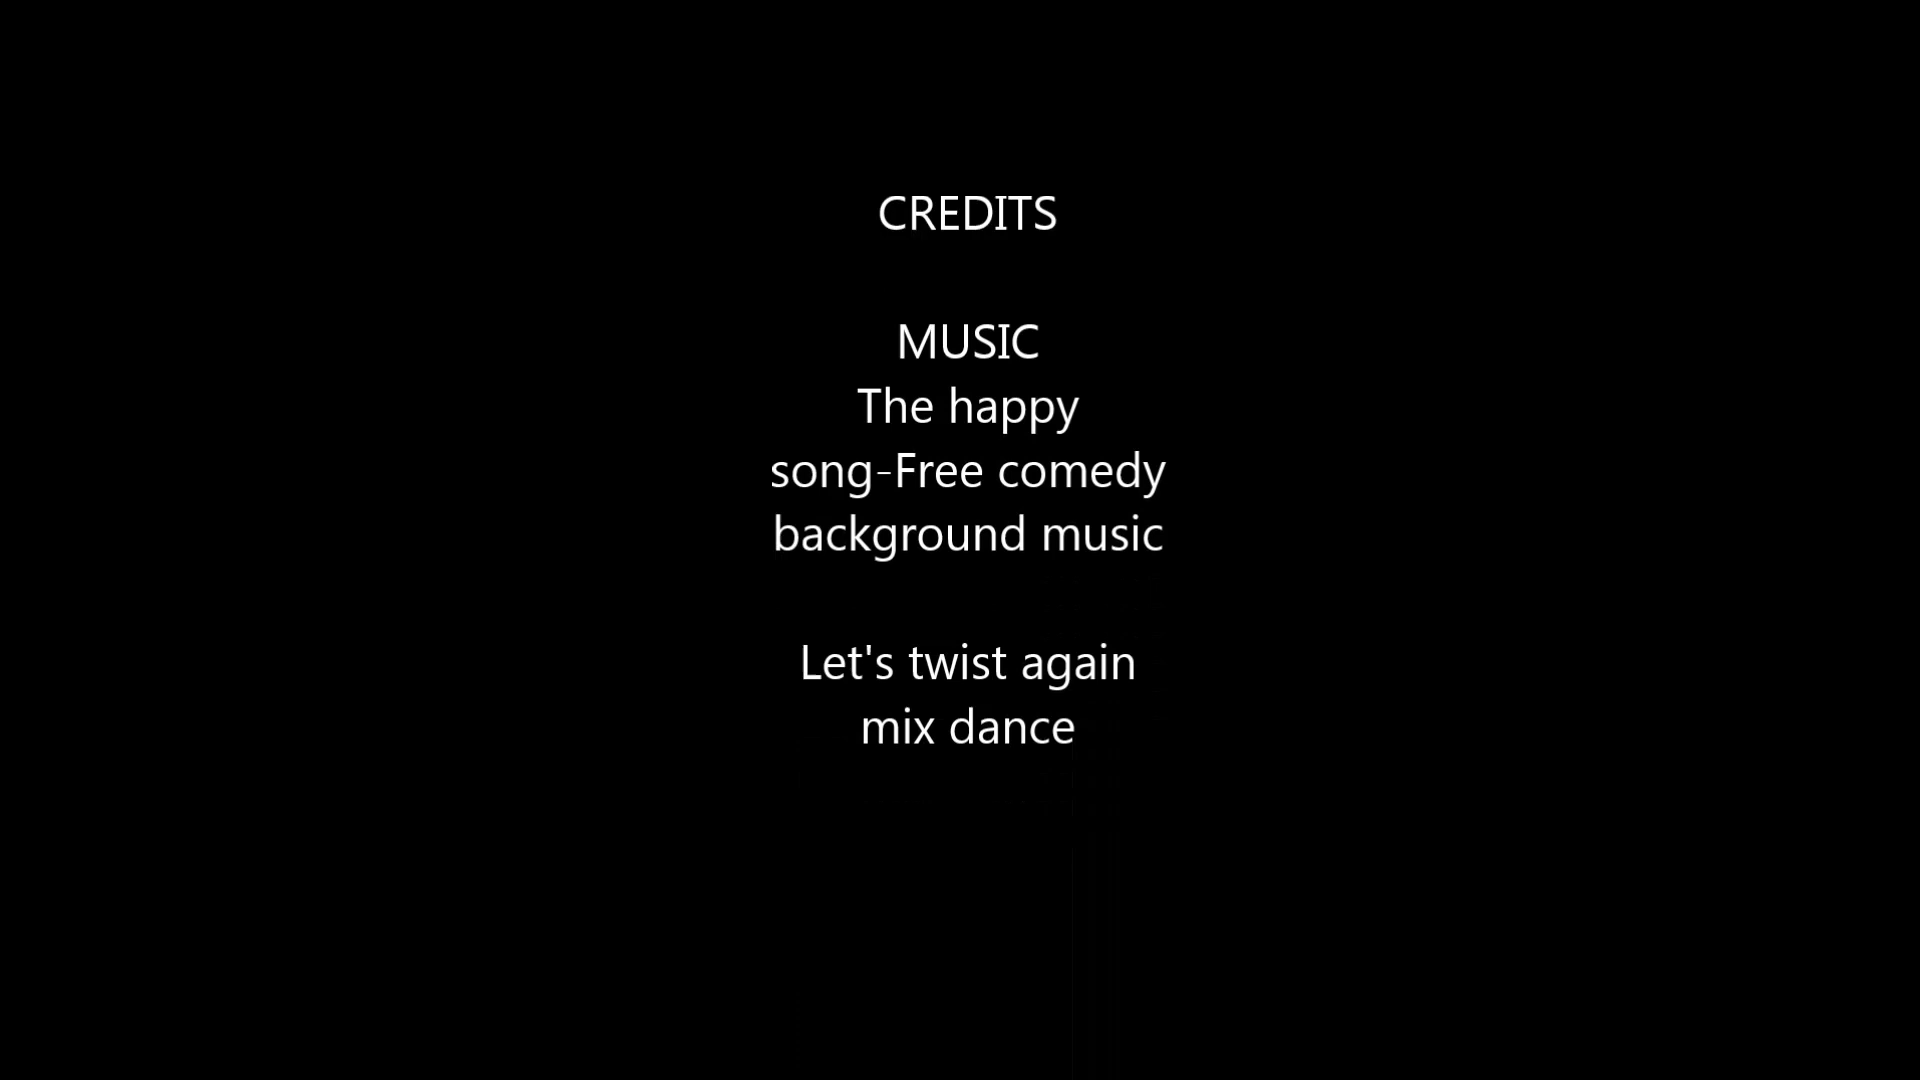 CREDITS
MUSIC
The happy
song-Free comedy
background music
Let's twist again
mix dance